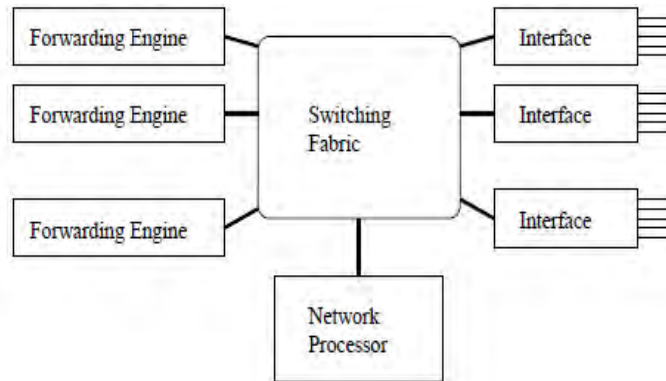 Forwarding Engine
Interface
Forwarding Engine
Switching
Fabric
Interface
Forwarding Engine
Interface
Network
Processor